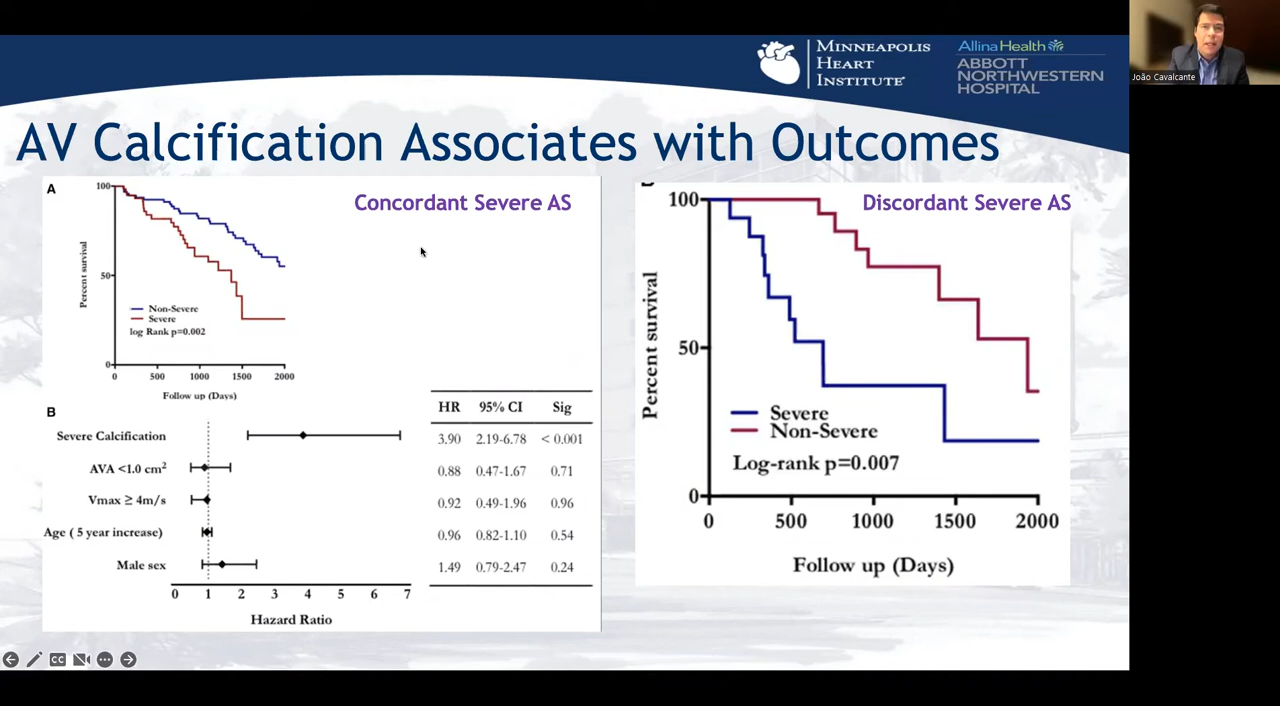 MINNEAPOLIS
HEART
INSTITUTE
AllinaHealth
ABBOTT
NORTHWESTERN
HOSPITAL
João Cavalcante
AV Calcification Associates with Outcomes
A
Concordant Severe AS
100
50
0
Percent survival
Non-Severe
Severe
log Rank p=0.002
0 500 1000 1500 2000
Follow up (Days)
B
HR 95% CI Sig
Severe Calcification 3.90 2.19-6.78 < 0.001
AVA <1.0 cm² 0.88 0.47-1.67 0.71
Vmax ≥ 4m/s 0.92 0.49-1.96 0.96
Age ( 5 year increase) 0.96 0.82-1.10 0.54
Male sex 1.49 0.79-2.47 0.24
0 1 2 3 4 5 6 7
Hazard Ratio
Discordant Severe AS
100
50
0
Percent survival
Severe
Non-Severe
Log-rank p=0.007
0 500 1000 1500 2000
Follow up (Days)
CC